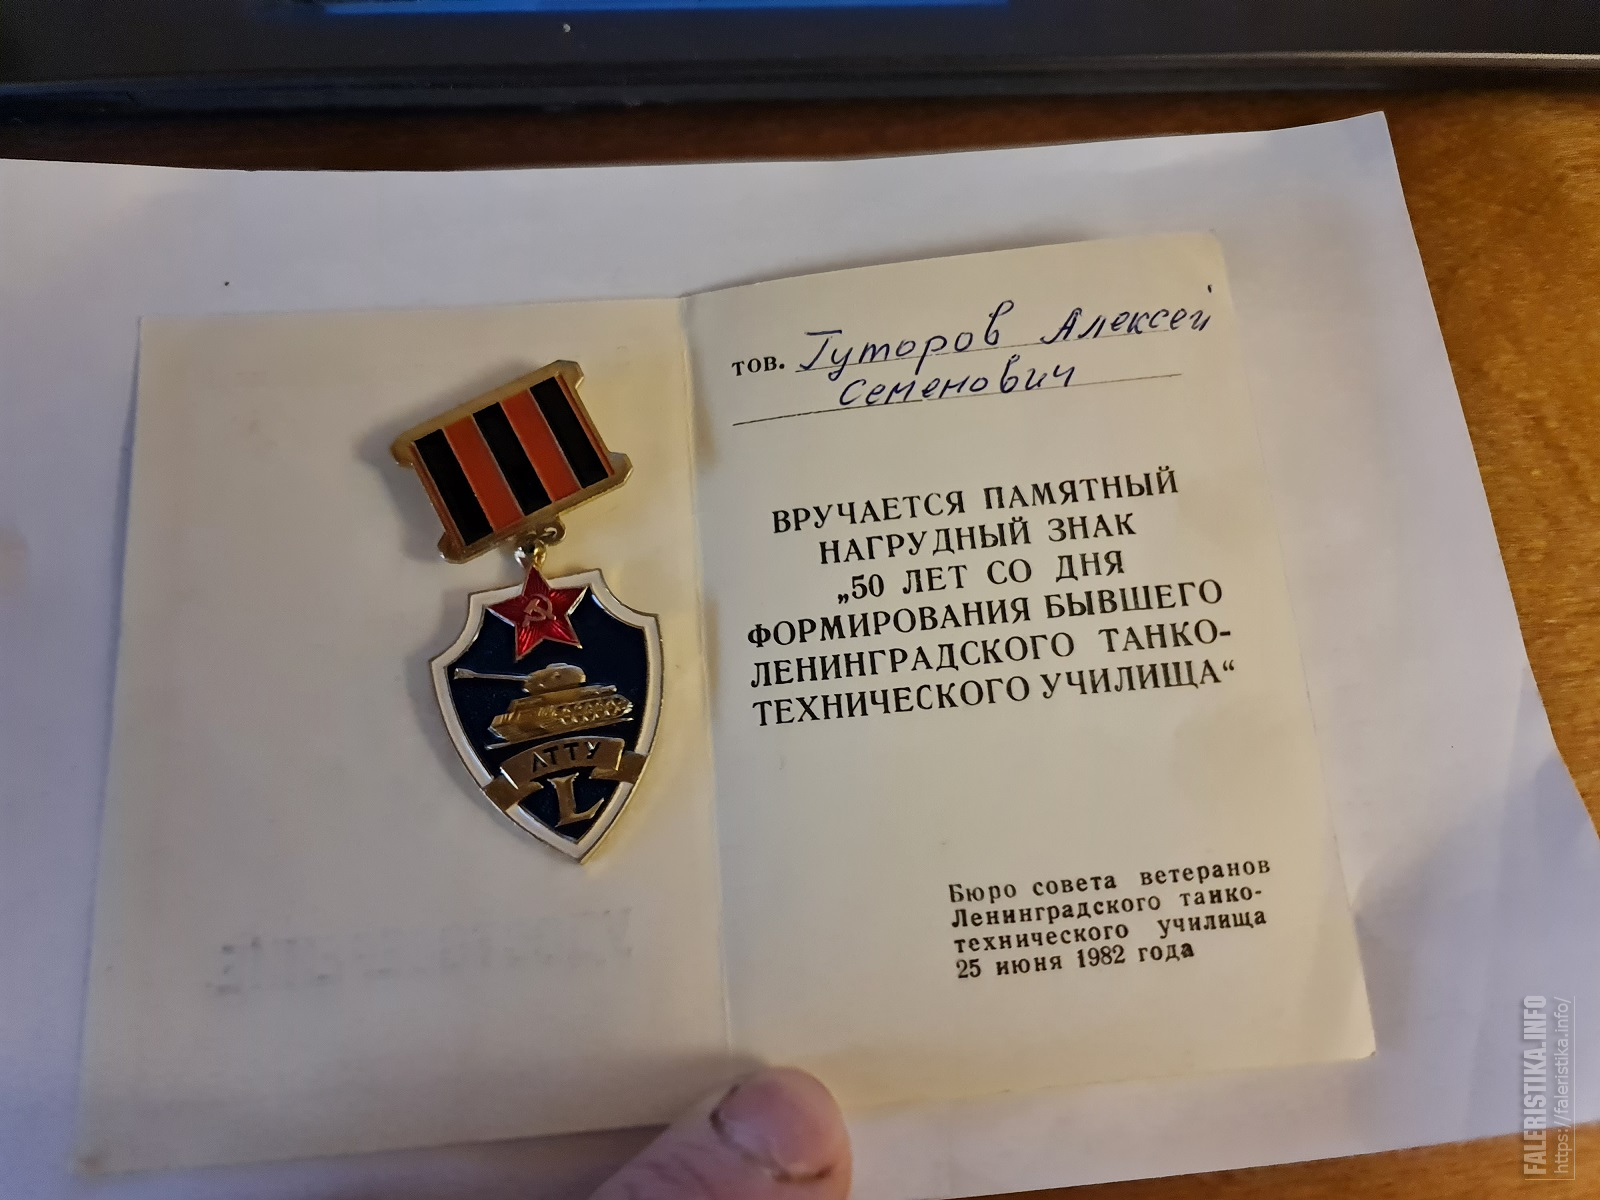 тов. Гуторов Алексей
Семенович
ВРУЧАЕТСЯ ПАМЯТНЫЙ
НАГРУДНЫЙ ЗНАК
„50 ЛЕТ СО ДНЯ
ФОРМИРОВАНИЯ БЫВШЕГО
ЛЕНИНГРАДСКОГО ТАНКО-
ТЕХНИЧЕСКОГО УЧИЛИЩА“
Бюро совета ветеранов
Ленинградского танко-
технического училища
25 июня 1982 года
ЛТТУ
L
FALERISTIKA.INFO
https://faleristika.info/